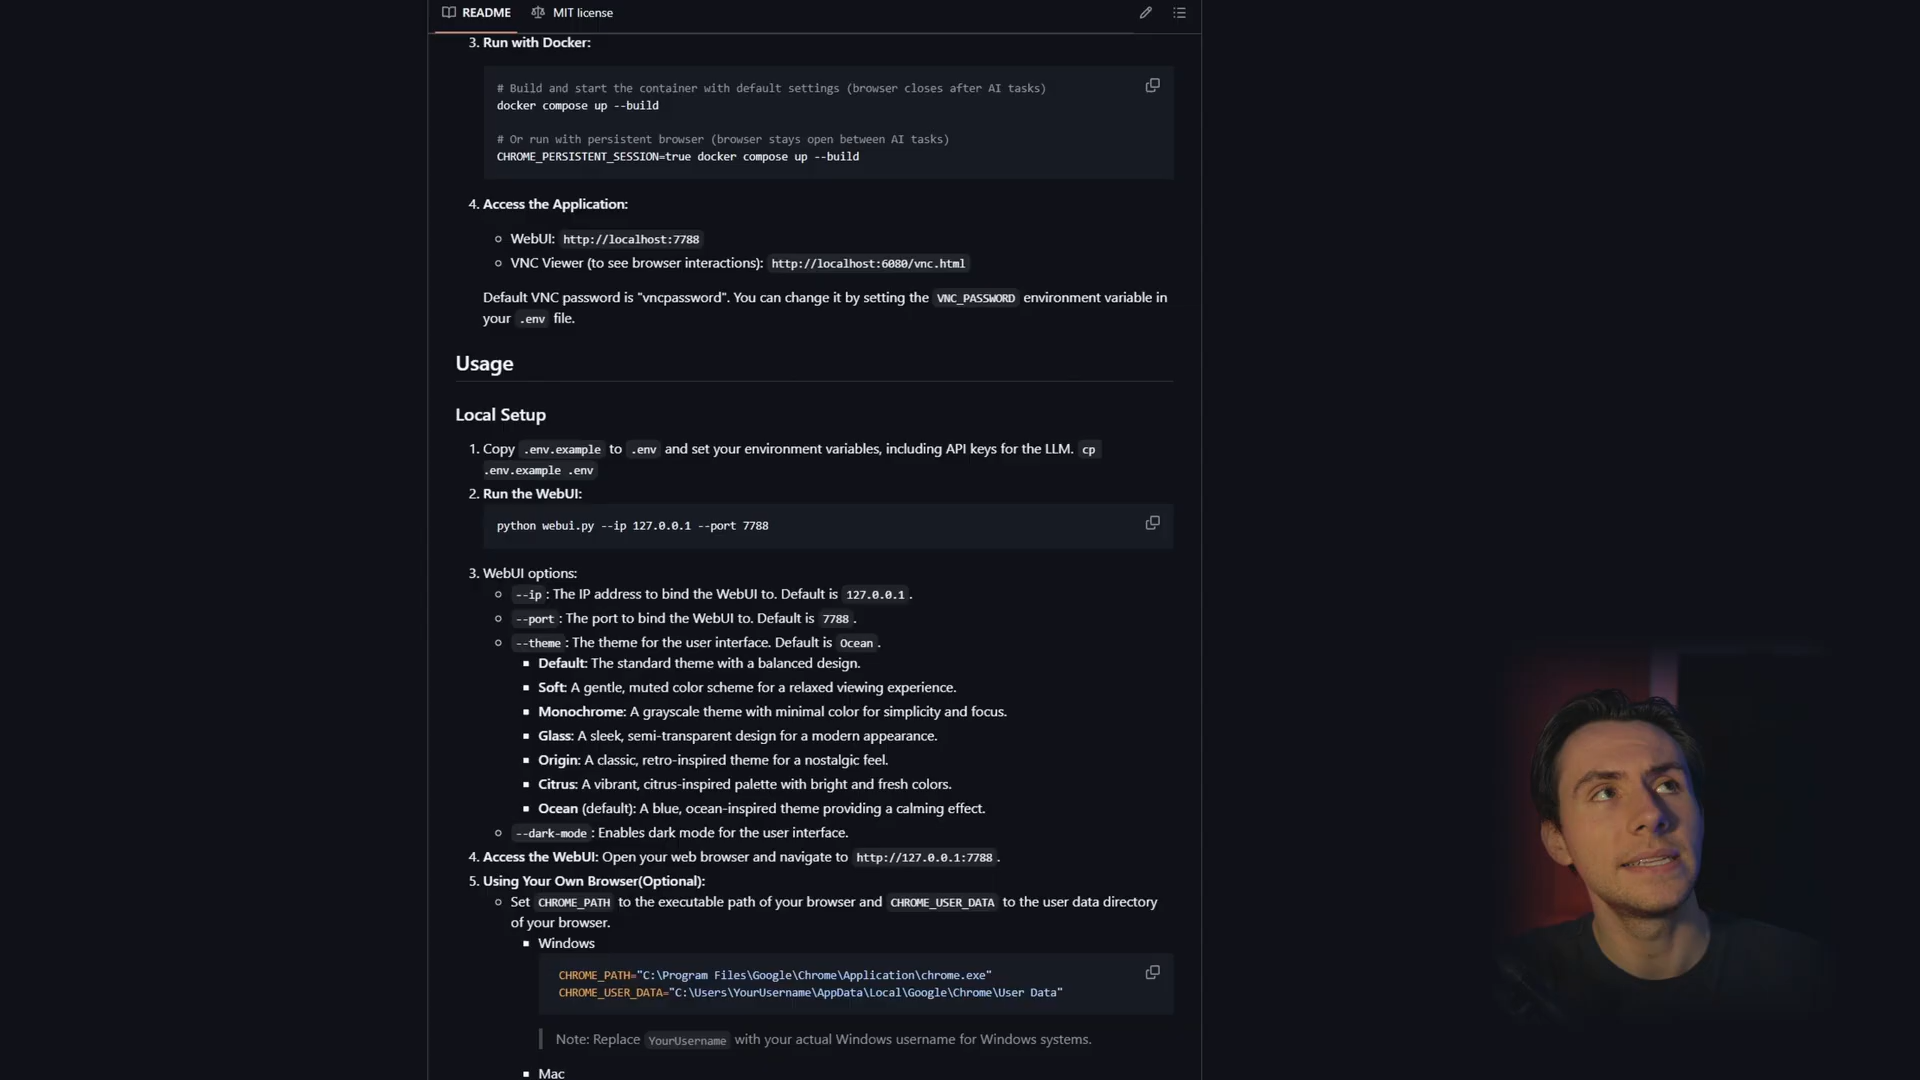 README
MIT license
3. Run with Docker:
# Build and start the container with default settings (browser closes after AI tasks)
docker compose up --build
# Or run with persistent browser (browser stays open between AI tasks)
CHROME_PERSISTENT_SESSION=true docker compose up --build
4. Access the Application:
WebUI: http://localhost:7788
VNC Viewer (to see browser interactions): http://localhost:6080/vnc.html
Default VNC password is "vncpassword". You can change it by setting the VNC_PASSWORD environment variable in
your .env file.
Usage
Local Setup
1. Copy .env.example to .env and set your environment variables, including API keys for the LLM. cp
.env.example .env
2. Run the WebUI:
python webui.py --ip 127.0.0.1 --port 7788
3. WebUI options:
--ip : The IP address to bind the WebUI to. Default is 127.0.0.1 .
--port : The port to bind the WebUI to. Default is 7788 .
--theme : The theme for the user interface. Default is Ocean .
Default: The standard theme with a balanced design.
Soft: A gentle, muted color scheme for a relaxed viewing experience.
Monochrome: A grayscale theme with minimal color for simplicity and focus.
Glass: A sleek, semi-transparent design for a modern appearance.
Origin: A classic, retro-inspired theme for a nostalgic feel.
Citrus: A vibrant, citrus-inspired palette with bright and fresh colors.
Ocean (default): A blue, ocean-inspired theme providing a calming effect.
--dark-mode : Enables dark mode for the user interface.
4. Access the WebUI: Open your web browser and navigate to http://127.0.0.1:7788 .
5. Using Your Own Browser(Optional):
Set CHROME_PATH to the executable path of your browser and CHROME_USER_DATA to the user data directory
of your browser.
Windows
CHROME_PATH="C:\Program Files\Google\Chrome\Application\chrome.exe"
CHROME_USER_DATA="C:\Users\YourUsername\AppData\Local\Google\Chrome\User Data"
Note: Replace YourUsername with your actual Windows username for Windows systems.
Mac